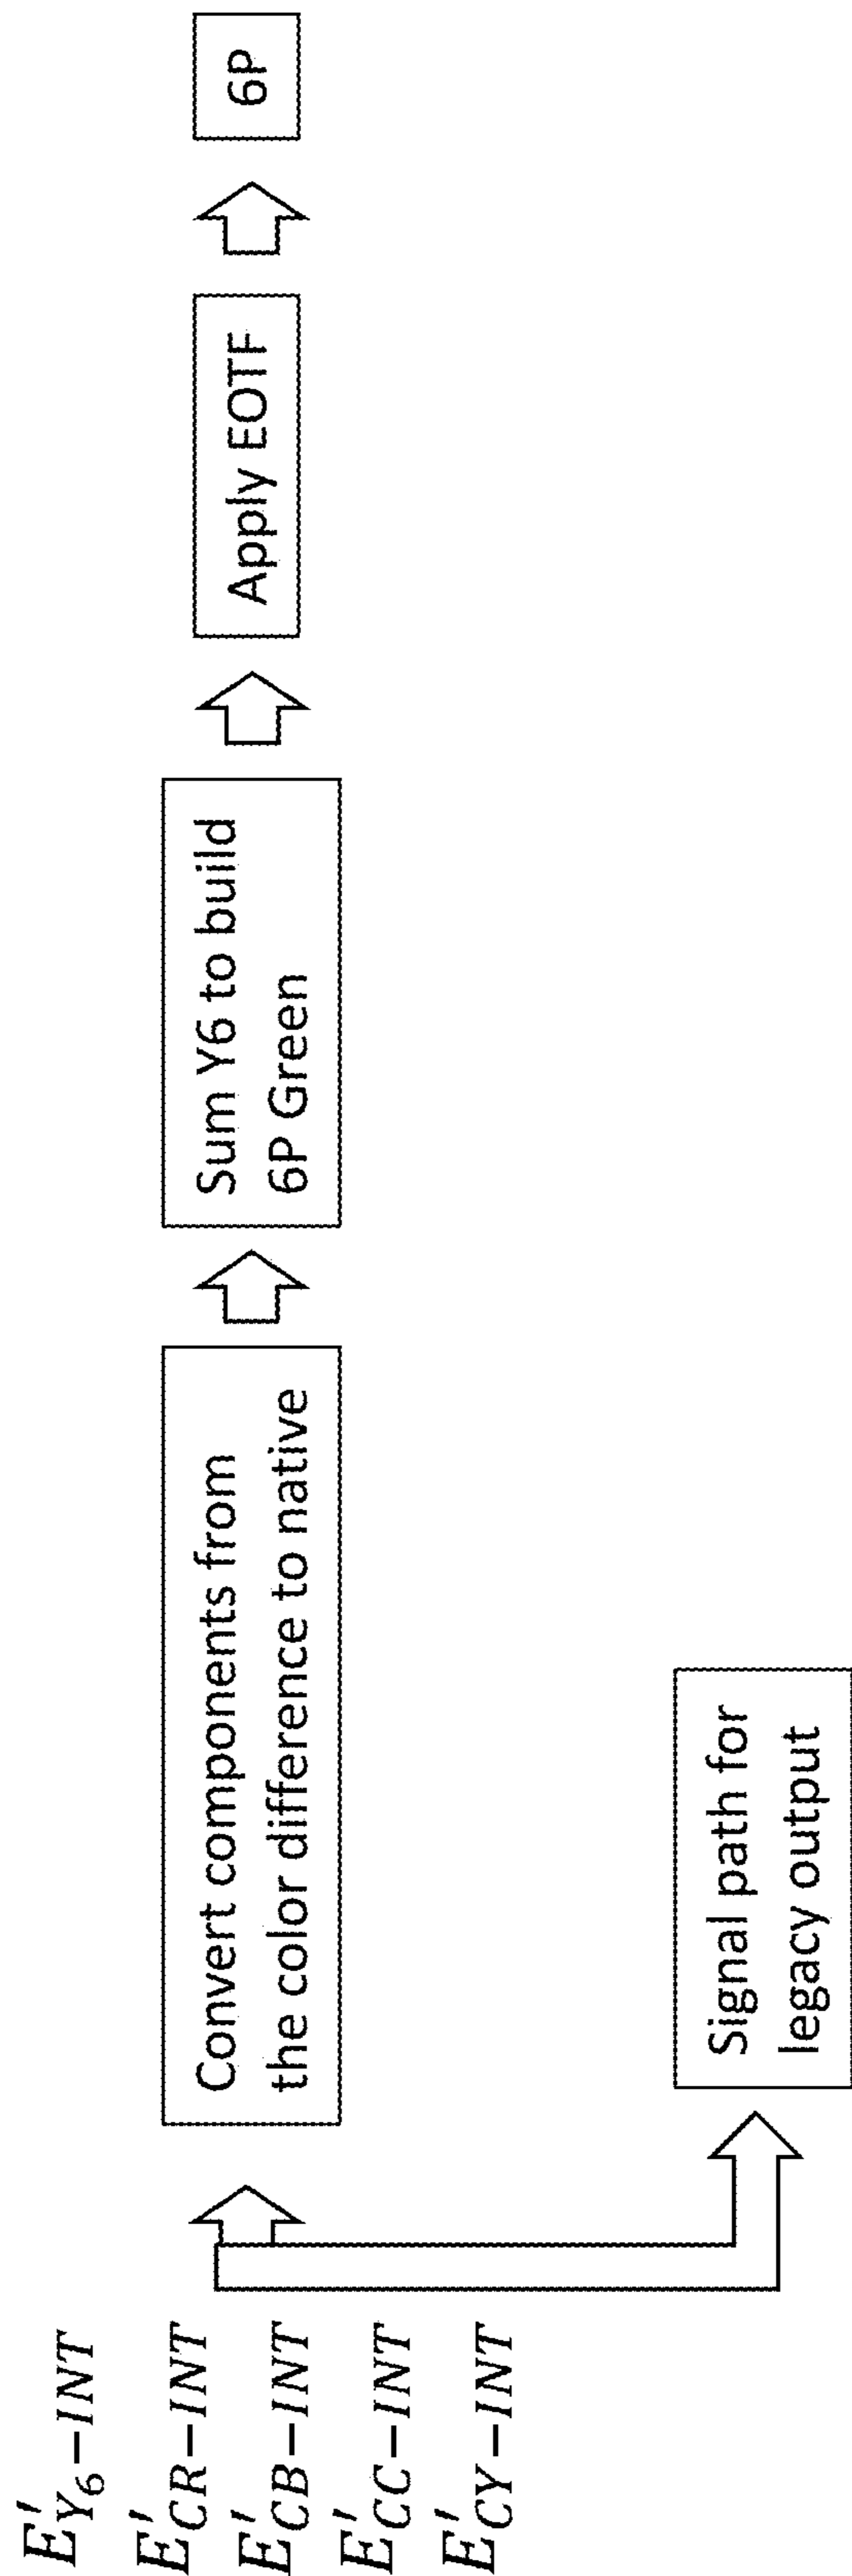 E′Y₆−INT
E′CR−INT
E′CB−INT
E′CC−INT
E′CY−INT
Convert components from
the color difference to native
Sum Y6 to build
6P Green
Apply EOTF
6P
Signal path for
legacy output